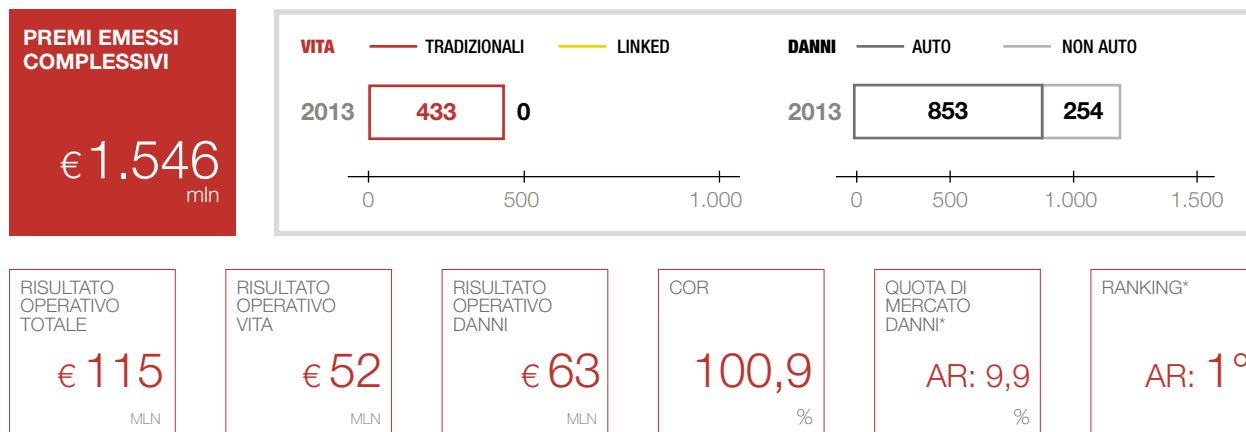 PREMI EMESSI
COMPLESSIVI
€ 1.546
mln
VITA TRADIZIONALI LINKED
2013 433 0
0 500 1.000
DANNI AUTO NON AUTO
2013 853 254
0 500 1.000 1.500
RISULTATO
OPERATIVO
TOTALE
€ 115
MLN
RISULTATO
OPERATIVO
VITA
€ 52
MLN
RISULTATO
OPERATIVO
DANNI
€ 63
MLN
COR
100,9
%
QUOTA DI
MERCATO
DANNI*
AR: 9,9
%
RANKING*
AR: 1°